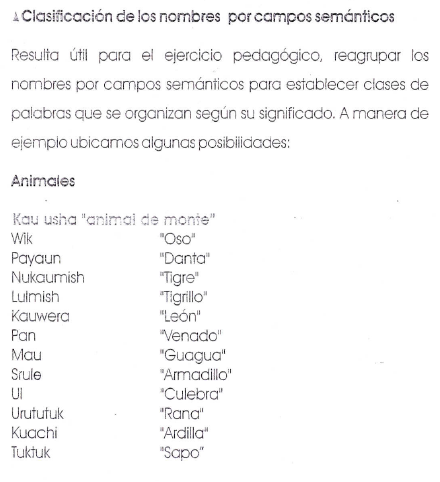 Clasificación de los nombres por campos semánticos
Resulta útil para el ejercicio pedagógico, reagrupar los
nombres por campos semánticos para establecer clases de
palabras que se organizan según su significado. A manera de
ejemplo ubicamos algunas posibilidades:
Animales
Kau usha "animal de monte"
Wik "Oso"
Payaun "Danta"
Nukaumish "Tigre"
Lulmish "Tigrillo"
Kauwera "León"
Pan "Venado"
Mau "Guagua"
Srule "Armadillo"
Ul "Culebra"
Urututuk "Rana"
Kuachi "Ardilla"
Tuktuk "Sapo"